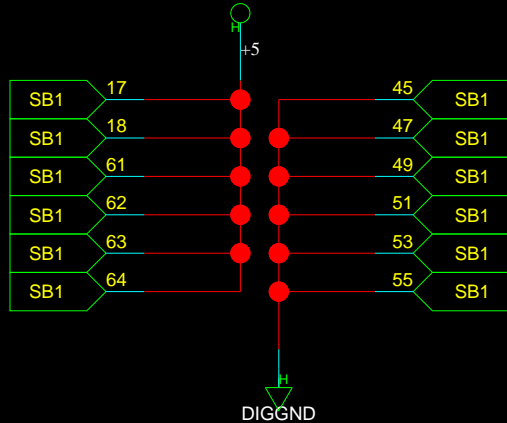 H
+5
SB1 17 45 SB1
SB1 18 47 SB1
SB1 61 49 SB1
SB1 62 51 SB1
SB1 63 53 SB1
SB1 64 55 SB1
H
DIGGND